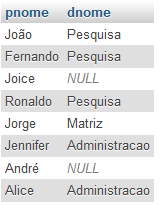 pnome dnome
João Pesquisa
Fernando Pesquisa
Joice NULL
Ronaldo Pesquisa
Jorge Matriz
Jennifer Administracao
André NULL
Alice Administracao